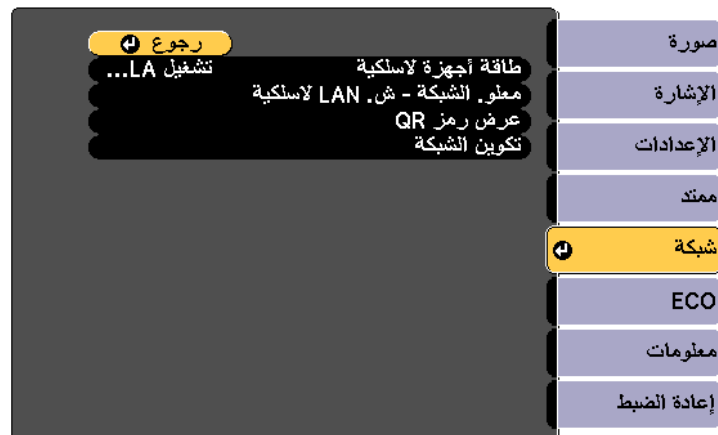 رجوع
طاقة أجهزة لاسلكية تشغيل LA...
معلو. الشبكة - ش. LAN لاسلكية
عرض رمز QR
تكوين الشبكة
صورة
الإشارة
الإعدادات
ممتد
شبكة
ECO
معلومات
إعادة الضبط